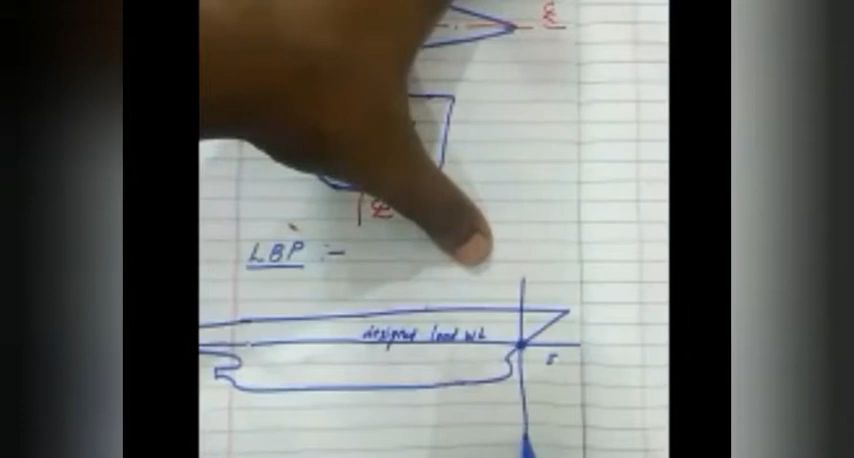 ℄
℄
LBP :-
designed load WL